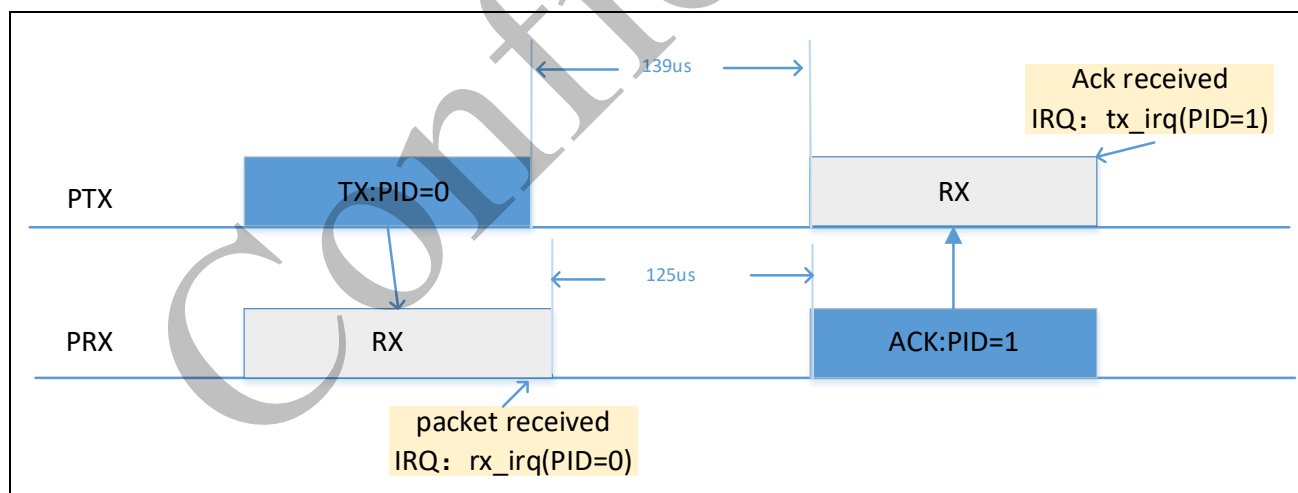 139us
Ack received
IRQ： tx_irq(PID=1)
PTX
TX:PID=0
RX
125us
PRX
RX
ACK:PID=1
packet received
IRQ： rx_irq(PID=0)
Confi